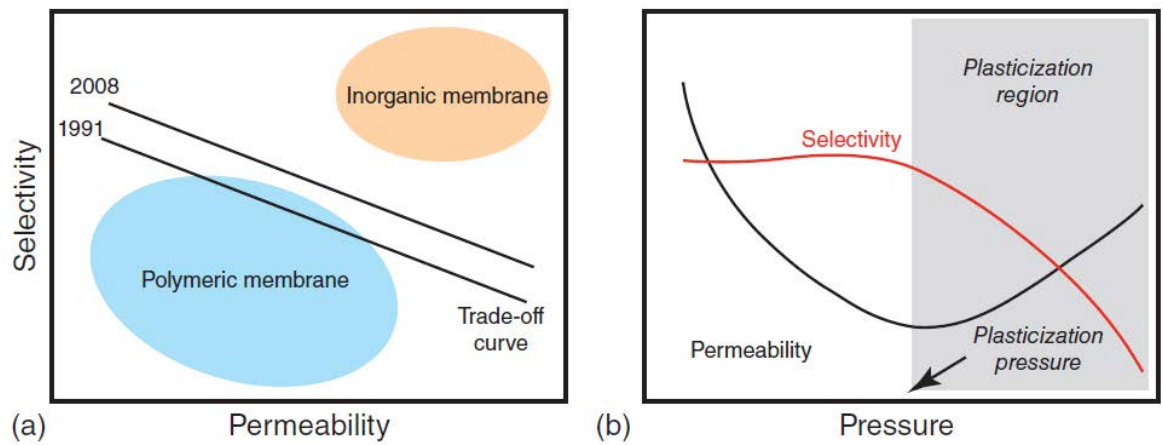 2008
1991
Selectivity
Inorganic membrane
Polymeric membrane
Trade-off
curve
(a)
Permeability
Plasticization
region
Selectivity
Permeability
Plasticization
pressure
(b)
Pressure